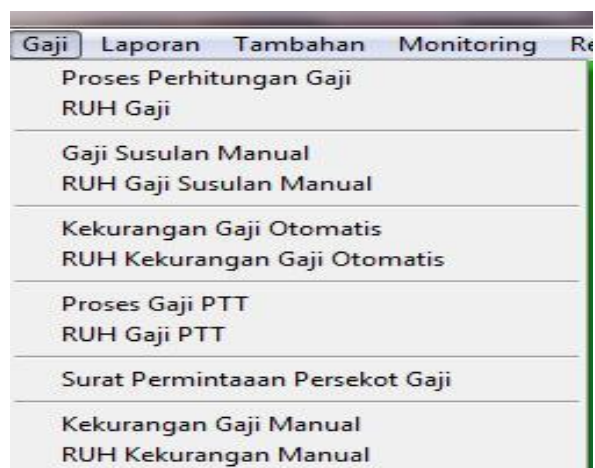 Gaji Laporan Tambahan Monitoring
Proses Perhitungan Gaji
RUH Gaji
Gaji Susulan Manual
RUH Gaji Susulan Manual
Kekurangan Gaji Otomatis
RUH Kekurangan Gaji Otomatis
Proses Gaji PTT
RUH Gaji PTT
Surat Permintaaan Persekot Gaji
Kekurangan Gaji Manual
RUH Kekurangan Manual